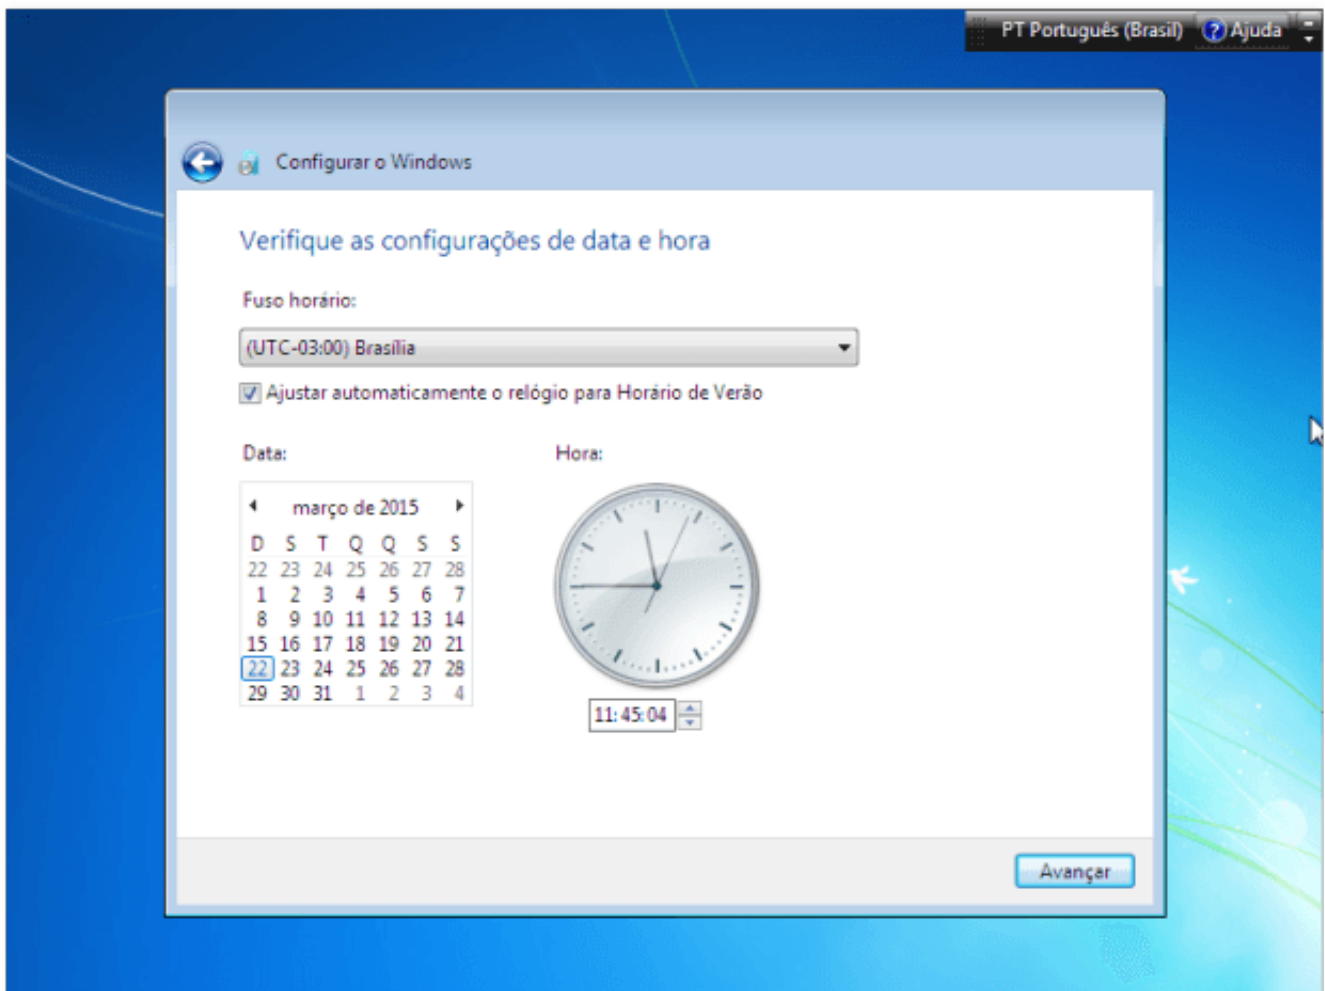 PT Português (Brasil) ? Ajuda
Configurar o Windows
Verifique as configurações de data e hora
Fuso horário:
(UTC-03:00) Brasília
Ajustar automaticamente o relógio para Horário de Verão
Data:
Hora:
março de 2015
D S T Q Q S S
22 23 24 25 26 27 28
1 2 3 4 5 6 7
8 9 10 11 12 13 14
15 16 17 18 19 20 21
22 23 24 25 26 27 28
29 30 31 1 2 3 4
11:45:04
Avançar